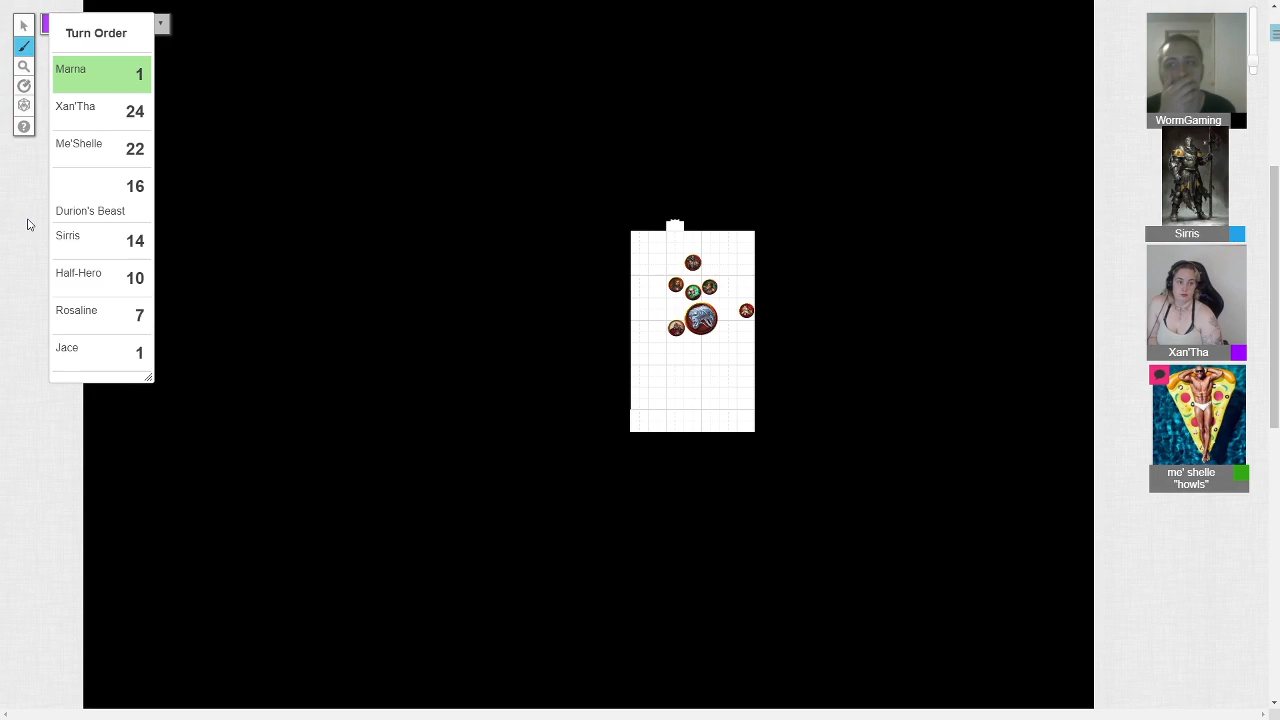 Turn Order
Marna 1
Xan'Tha 24
Me'Shelle 22
16
Durion's Beast
Sirris 14
Half-Hero 10
Rosaline 7
Jace 1
WormGaming
Sirris
Xan'Tha
me' shelle
"howls"